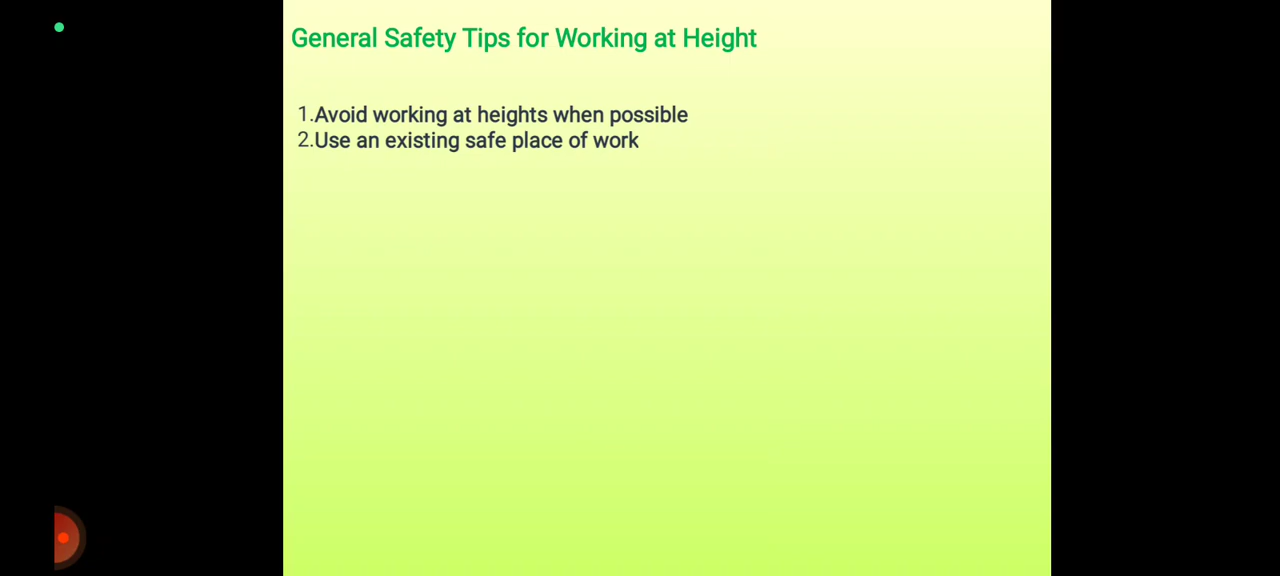 General Safety Tips for Working at Height
1.Avoid working at heights when possible
2.Use an existing safe place of work